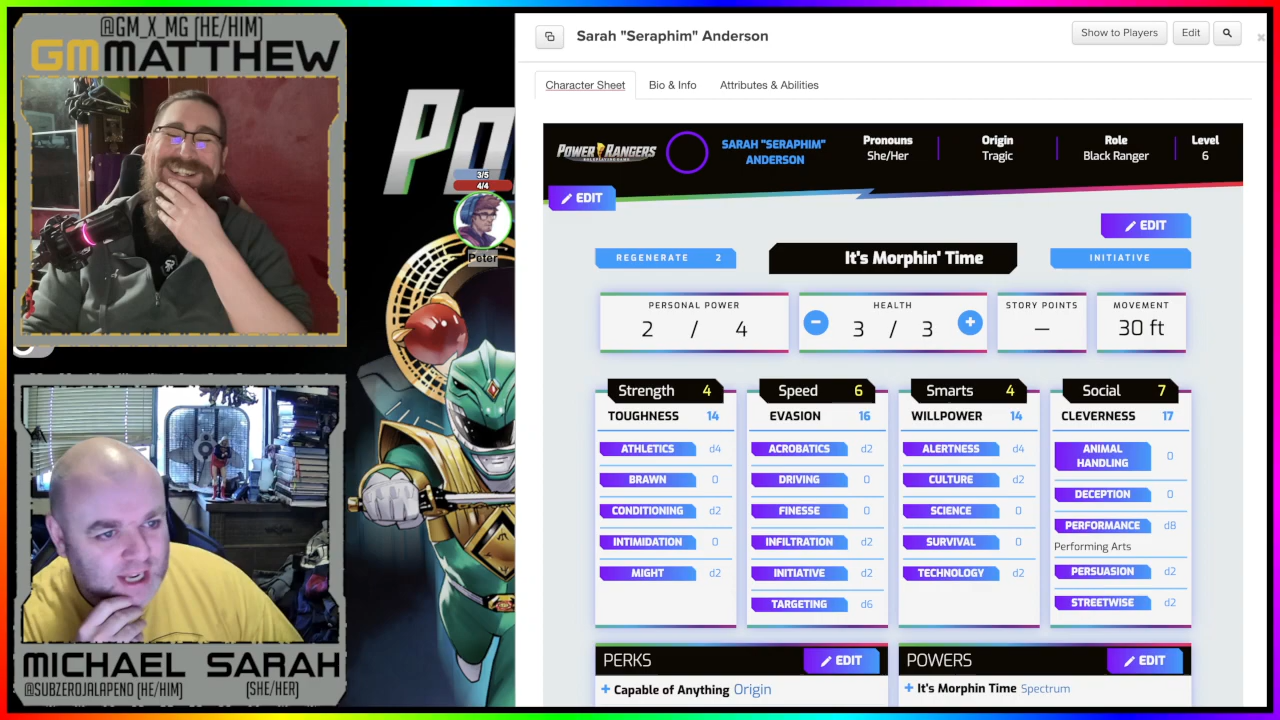 @GM_X_MG (HE/HIM)
GMMATTHEW
MICHAEL SARAH
@SUBZEROJALAPENO (HE/HIM) (SHE/HER)
Po
3/5
4/4
Peter
Sarah "Seraphim" Anderson
Show to Players
Edit
Character Sheet
Bio & Info
Attributes & Abilities
POWER RANGERS
ROLEPLAYING GAME
SARAH "SERAPHIM"
ANDERSON
Pronouns
She/Her
Origin
Tragic
Role
Black Ranger
Level
6
EDIT
EDIT
REGENERATE 2
It's Morphin' Time
INITIATIVE
PERSONAL POWER
2 / 4
HEALTH
3 / 3
STORY POINTS
—
MOVEMENT
30 ft
Strength 4
TOUGHNESS 14
ATHLETICS d4
BRAWN 0
CONDITIONING d2
INTIMIDATION 0
MIGHT d2
Speed 6
EVASION 16
ACROBATICS d2
DRIVING 0
FINESSE 0
INFILTRATION d2
INITIATIVE d2
TARGETING d6
Smarts 4
WILLPOWER 14
ALERTNESS d4
CULTURE d2
SCIENCE 0
SURVIVAL 0
TECHNOLOGY d2
Social 7
CLEVERNESS 17
ANIMAL
HANDLING 0
DECEPTION 0
PERFORMANCE d8
Performing Arts
PERSUASION d2
STREETWISE d2
PERKS
EDIT
+ Capable of Anything Origin
POWERS
EDIT
+ It's Morphin Time Spectrum